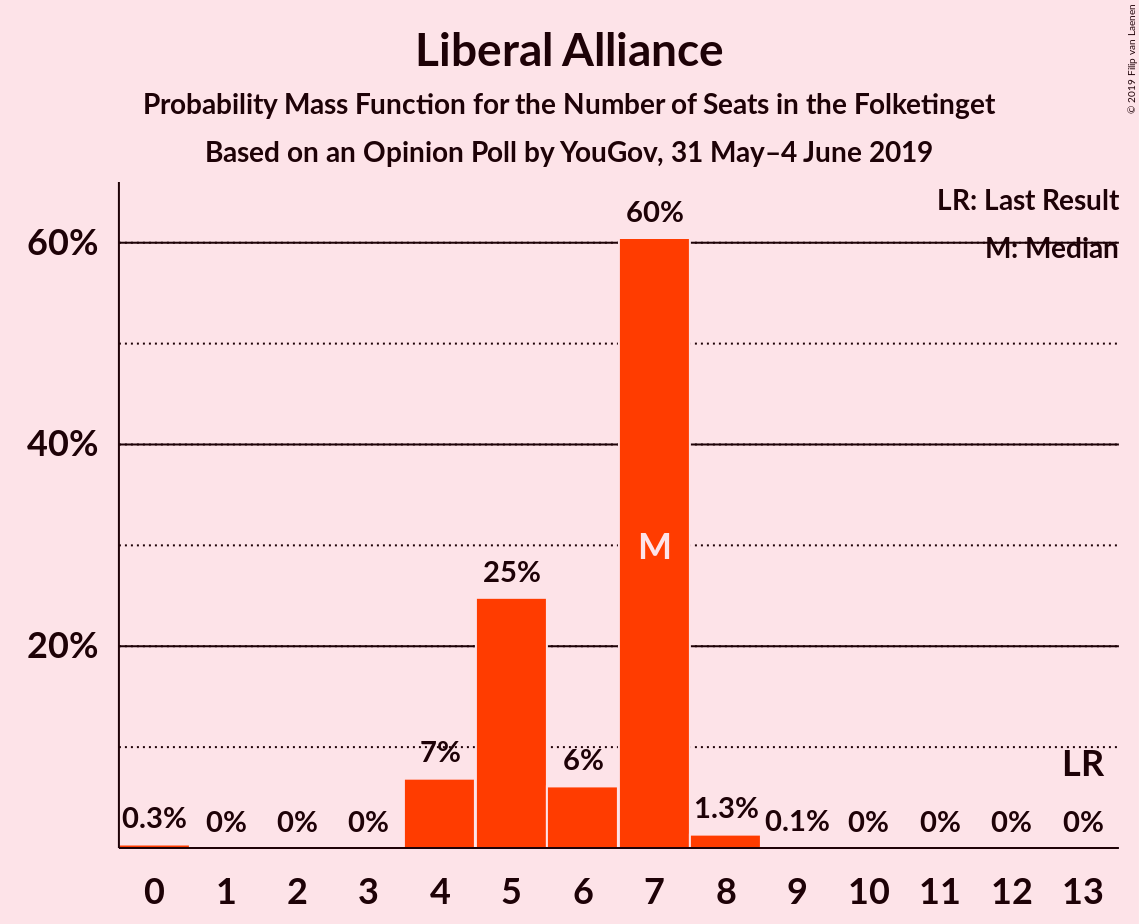 Liberal Alliance
Probability Mass Function for the Number of Seats in the Folketinget
Based on an Opinion Poll by YouGov, 31 May–4 June 2019
© 2019 Filip van Laenen
LR: Last Result
M: Median
60%
40%
20%
0.3%
0%
0%
0%
7%
25%
6%
60%
M
1.3%
0.1%
0%
0%
0%
0%
LR
0 1 2 3 4 5 6 7 8 9 10 11 12 13